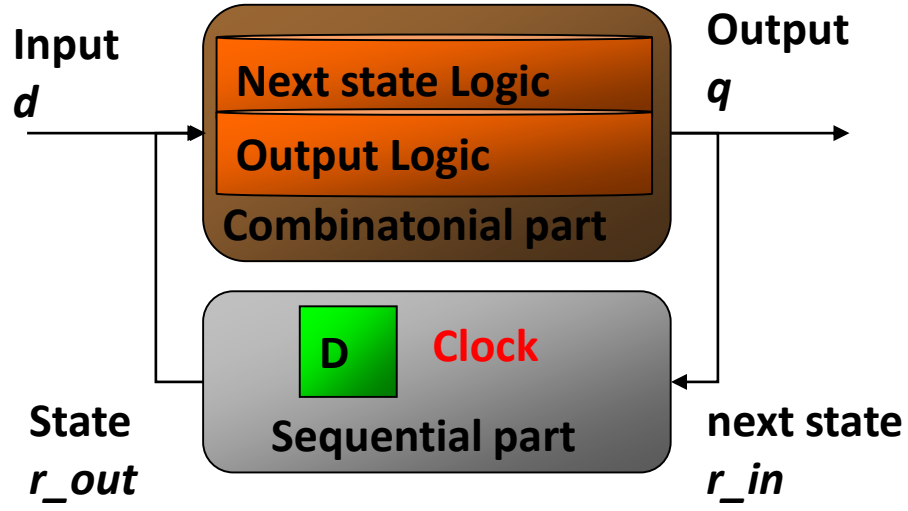 Input
d
Next state Logic
Output Logic
Combinatonial part
Output
q
D
Clock
Sequential part
State
r_out
next state
r_in